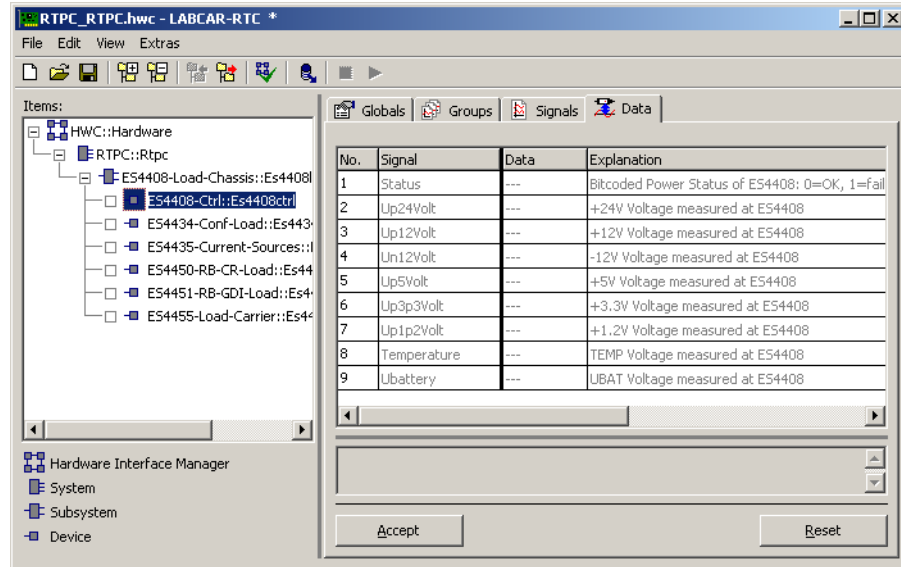 RTPC_RTPC.hwc - LABCAR-RTC *
File Edit View Extras
Items:
HWC::Hardware
RTPC::Rtpc
ES4408-Load-Chassis::Es4408l
ES4408-Ctrl::Es4408ctrl
ES4434-Conf-Load::Es443
ES4435-Current-Sources::
ES4450-RB-CR-Load::Es44
ES4451-RB-GDI-Load::Es4
ES4455-Load-Carrier::Es44
Hardware Interface Manager
System
Subsystem
Device
Globals Groups Signals Data
No. Signal Data Explanation
1 Status --- Bitcoded Power Status of ES4408: 0=OK, 1=fail
2 Up24Volt --- +24V Voltage measured at ES4408
3 Up12Volt --- +12V Voltage measured at ES4408
4 Un12Volt --- -12V Voltage measured at ES4408
5 Up5Volt --- +5V Voltage measured at ES4408
6 Up3p3Volt --- +3.3V Voltage measured at ES4408
7 Up1p2Volt --- +1.2V Voltage measured at ES4408
8 Temperature --- TEMP Voltage measured at ES4408
9 Ubattery --- UBAT Voltage measured at ES4408
Accept Reset